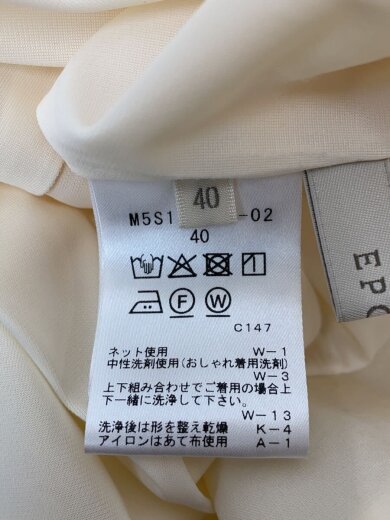 40
M5S1 -02
40
F W
C147
ネット使用 W-1
中性洗剤使用(おしゃれ着用洗剤)
W-3
上下組み合わせでご着用の場合上
下一緒に洗浄して下さい。
W-13
洗浄後は形を整え乾燥 K-4
アイロンはあて布使用 A-1
EPO